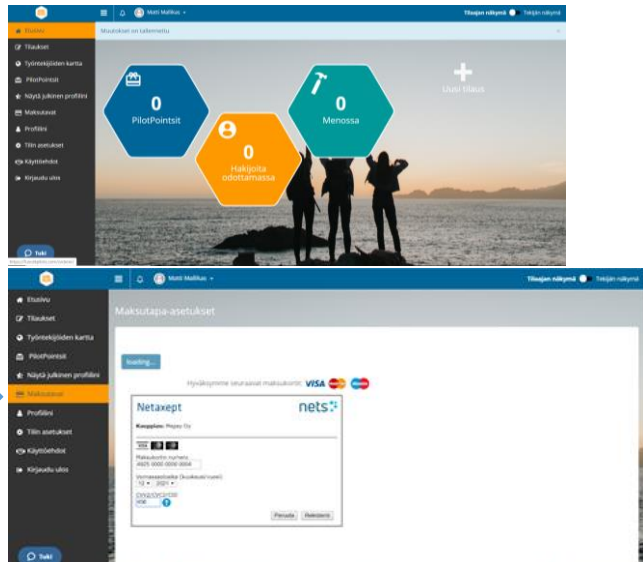 Matti Mallikas
Tilaajan näkymä Tekijän näkymä
Etusivu
Muutokset on tallennettu
Tilaukset
Työntekijöiden kartta
PilotPointsit
Näytä julkinen profiilini
Maksutavat
Profiilini
Tilin asetukset
Käyttöehdot
Kirjaudu ulos
Tuki
0
PilotPointsit
0
Hakijoita
odottamassa
0
Menossa
Uusi tilaus
Matti Mallikas
Tilaajan näkymä Tekijän näkymä
Etusivu
Tilaukset
Työntekijöiden kartta
PilotPointsit
Näytä julkinen profiilini
Maksutavat
Profiilini
Tilin asetukset
Käyttöehdot
Kirjaudu ulos
Tuki
Maksutapa-asetukset
loading...
Hyväksymme seuraavat maksukortit: VISA
Netaxept nets
Kauppias: Mepay Oy
VISA
Maksukortin numero
4925 0000 0000 0004
Voimassaoloaika (kuukausi/vuosi)
12 2021
CVV2/CVC2/CID
Peruuta Rekisteröi